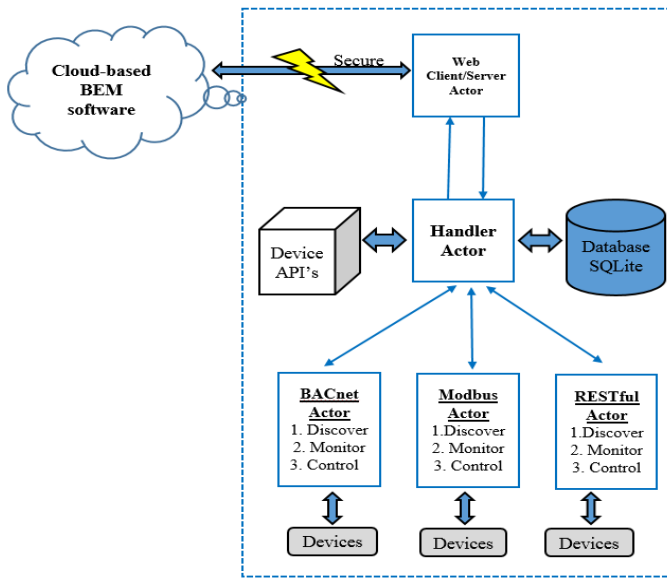 Cloud-based
BEM
software
Secure
Web
Client/Server
Actor
Device
API's
Handler
Actor
Database
SQLite
BACnet
Actor
1. Discover
2. Monitor
3. Control
Modbus
Actor
1.Discover
2. Monitor
3. Control
RESTful
Actor
1.Discover
2. Monitor
3. Control
Devices
Devices
Devices